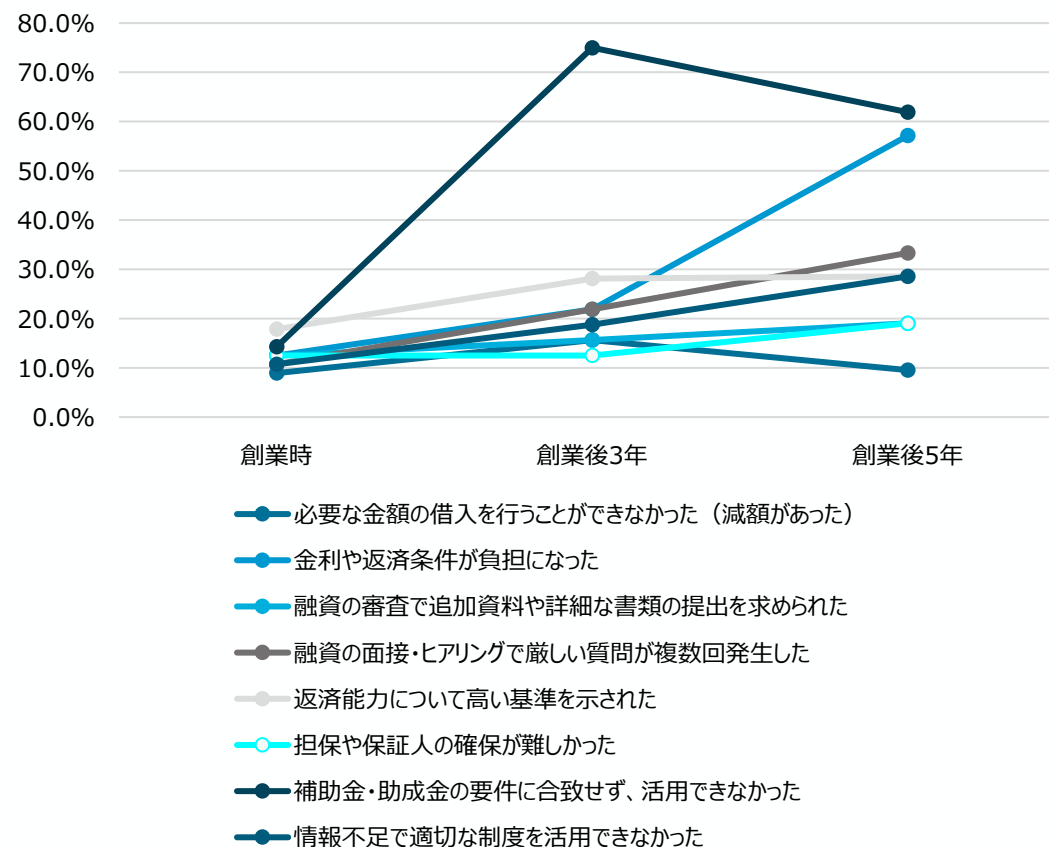 80.0%
70.0%
60.0%
50.0%
40.0%
30.0%
20.0%
10.0%
0.0%
創業時 創業後3年 創業後5年
必要な金額の借入を行うことができなかった（減額があった）
金利や返済条件が負担になった
融資の審査で追加資料や詳細な書類の提出を求められた
融資の面接・ヒアリングで厳しい質問が複数回発生した
返済能力について高い基準を示された
担保や保証人の確保が難しかった
補助金・助成金の要件に合致せず、活用できなかった
情報不足で適切な制度を活用できなかった